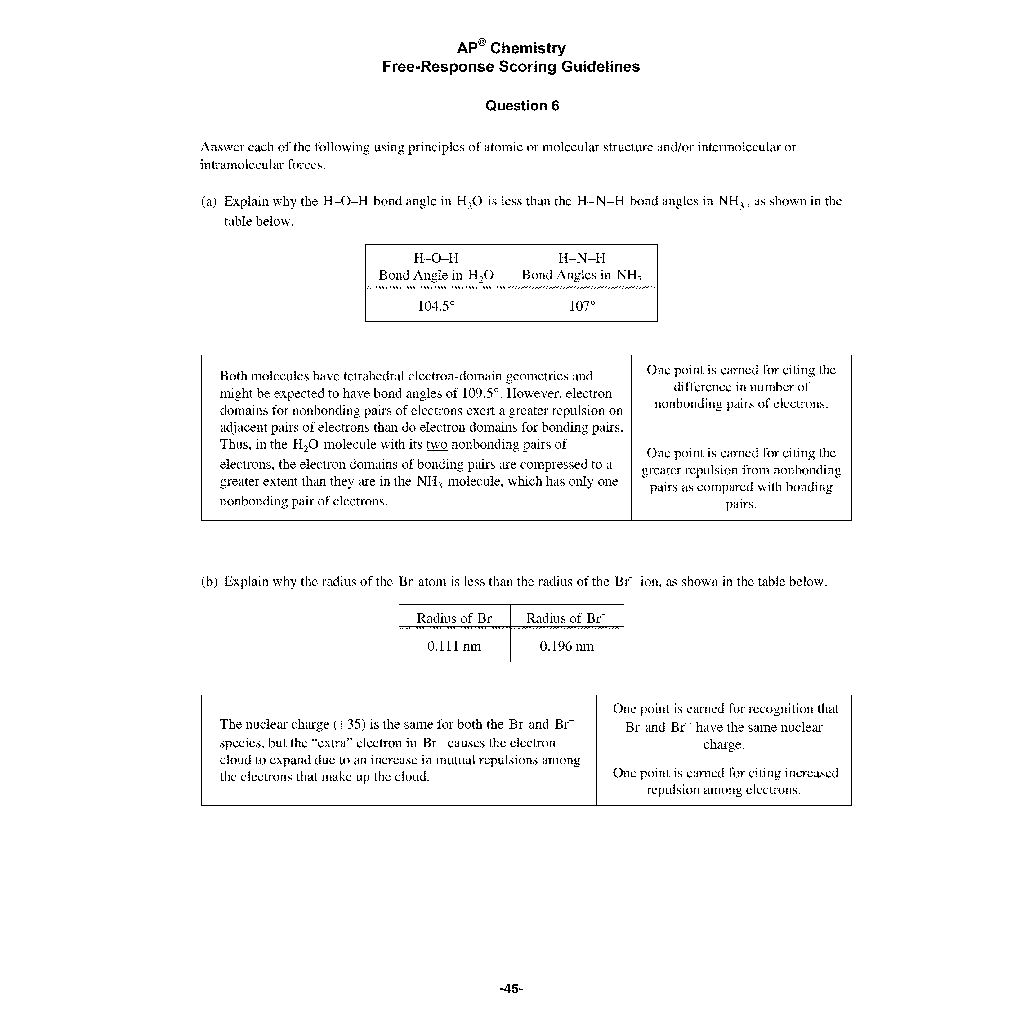 AP® Chemistry
Free-Response Scoring Guidelines
Question 6
Answer each of the following using principles of atomic or molecular structure and/or intermolecular or
intramolecular forces.
(a) Explain why the H–O–H bond angle in H₂O is less than the H–N–H bond angles in NH₃, as shown in the
table below.
H–O–H
Bond Angle in H₂O
H–N–H
Bond Angles in NH₃
104.5°
107°
Both molecules have tetrahedral electron-domain geometries and
might be expected to have bond angles of 109.5°. However, electron
domains for nonbonding pairs of electrons exert a greater repulsion on
adjacent pairs of electrons than do electron domains for bonding pairs.
Thus, in the H₂O molecule with its two nonbonding pairs of
electrons, the electron domains of bonding pairs are compressed to a
greater extent than they are in the NH₃ molecule, which has only one
nonbonding pair of electrons.
One point is earned for citing the
difference in number of
nonbonding pairs of electrons.
One point is earned for citing the
greater repulsion from nonbonding
pairs as compared with bonding
pairs.
(b) Explain why the radius of the Br atom is less than the radius of the Br⁻ ion, as shown in the table below.
Radius of Br
Radius of Br⁻
0.111 nm
0.196 nm
The nuclear charge (+35) is the same for both the Br and Br⁻
species, but the “extra” electron in Br⁻ causes the electron
cloud to expand due to an increase in mutual repulsions among
the electrons that make up the cloud.
One point is earned for recognition that
Br and Br⁻ have the same nuclear
charge.
One point is earned for citing increased
repulsion among electrons.
-45-